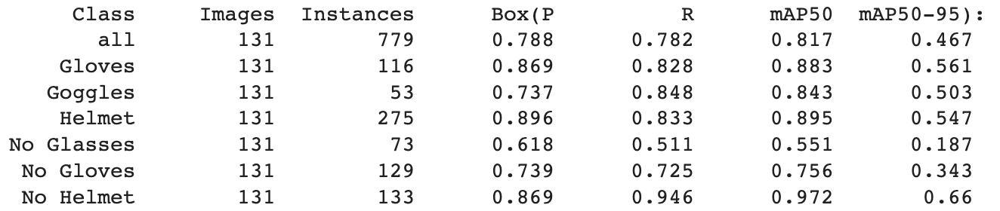 Class Images Instances Box(P R mAP50 mAP50-95):
all 131 779 0.788 0.782 0.817 0.467
Gloves 131 116 0.869 0.828 0.883 0.561
Goggles 131 53 0.737 0.848 0.843 0.503
Helmet 131 275 0.896 0.833 0.895 0.547
No Glasses 131 73 0.618 0.511 0.551 0.187
No Gloves 131 129 0.739 0.725 0.756 0.343
No Helmet 131 133 0.869 0.946 0.972 0.66